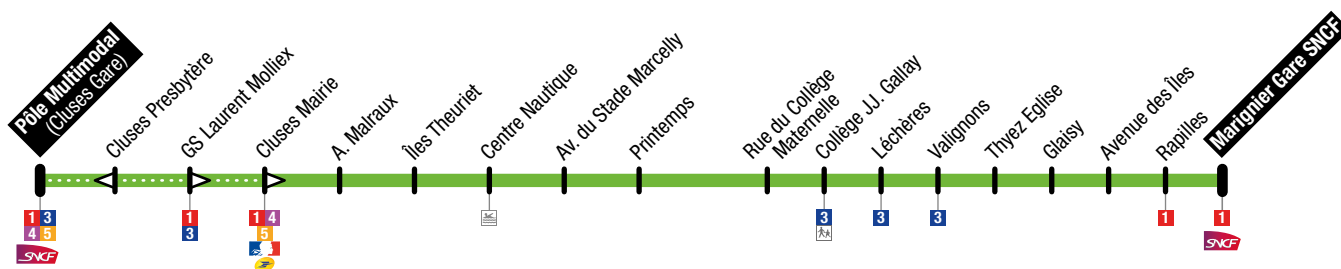 Pôle Multimodal
(Cluses Gare)
Cluses Presbytère
GS Laurent Molliex
Cluses Mairie
A. Malraux
Îles Theuriet
Centre Nautique
Av. du Stade Marcelly
Printemps
Rue du Collège
Maternelle
Collège JJ. Gallay
Léchères
Valignons
Thyez Eglise
Glaisy
Avenue des Îles
Rapilles
Marignier Gare SNCF
1 3
4 5
SNCF
1
3
1 4
5
3
3
3
1
1
SNCF